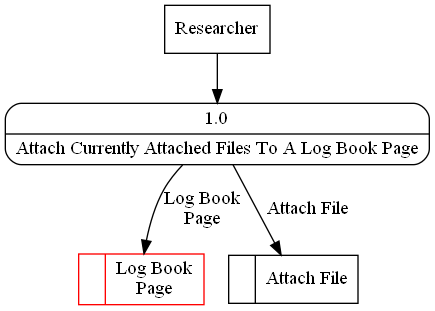 Researcher
1.0
Attach Currently Attached Files To A Log Book Page
Log Book
Page
Attach File
Log Book
Page
Attach File